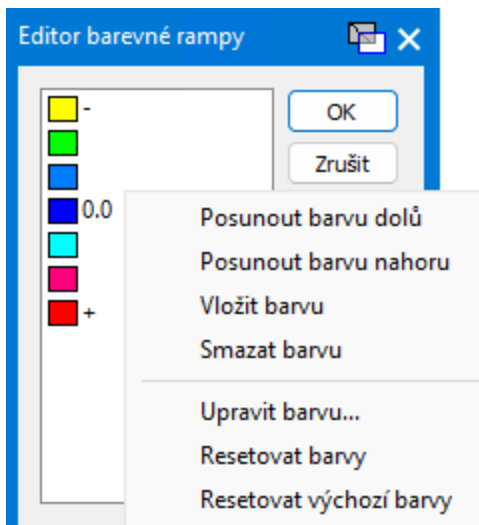 Editor barevné rampy
-
OK
Zrušit
0.0
+
Posunout barvu dolů
Posunout barvu nahoru
Vložit barvu
Smazat barvu
Upravit barvu...
Resetovat barvy
Resetovat výchozí barvy